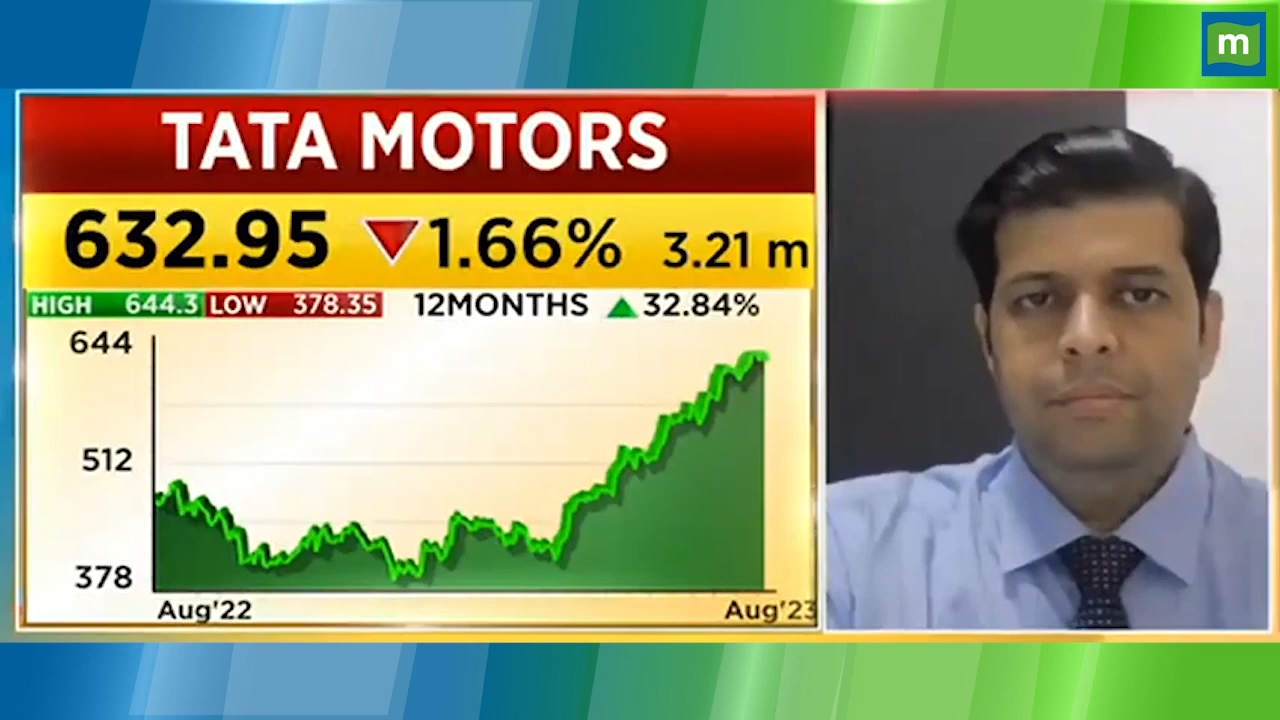 m
TATA MOTORS
632.95 ▼1.66% 3.21 m
HIGH 644.3 LOW 378.35 12MONTHS ▲32.84%
644
512
378
Aug'22 Aug'23